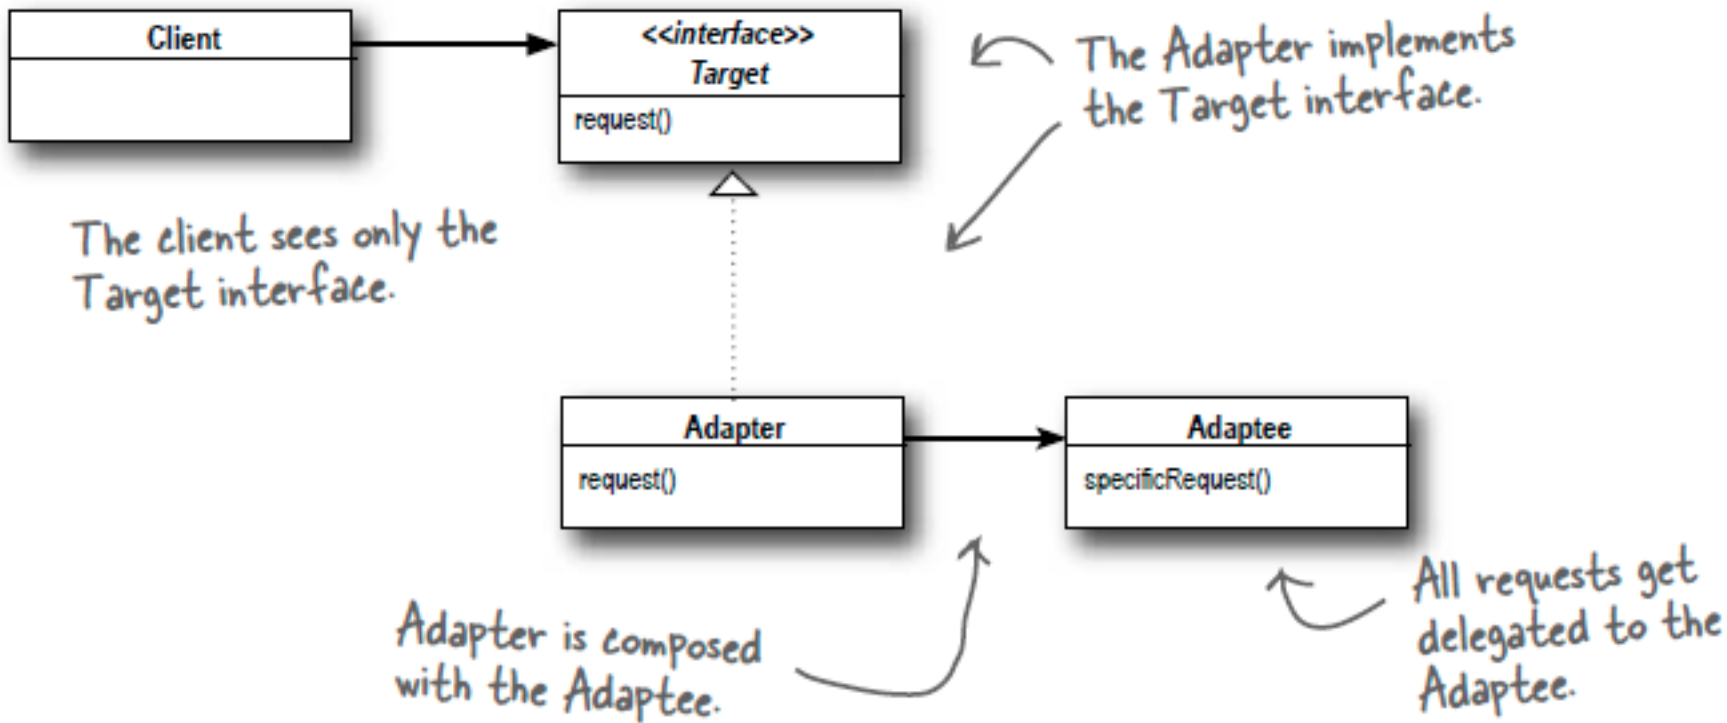 Client
<<interface>>
Target
request()
The Adapter implements
the Target interface.
The client sees only the
Target interface.
Adapter
request()
Adaptee
specificRequest()
Adapter is composed
with the Adaptee.
All requests get
delegated to the
Adaptee.